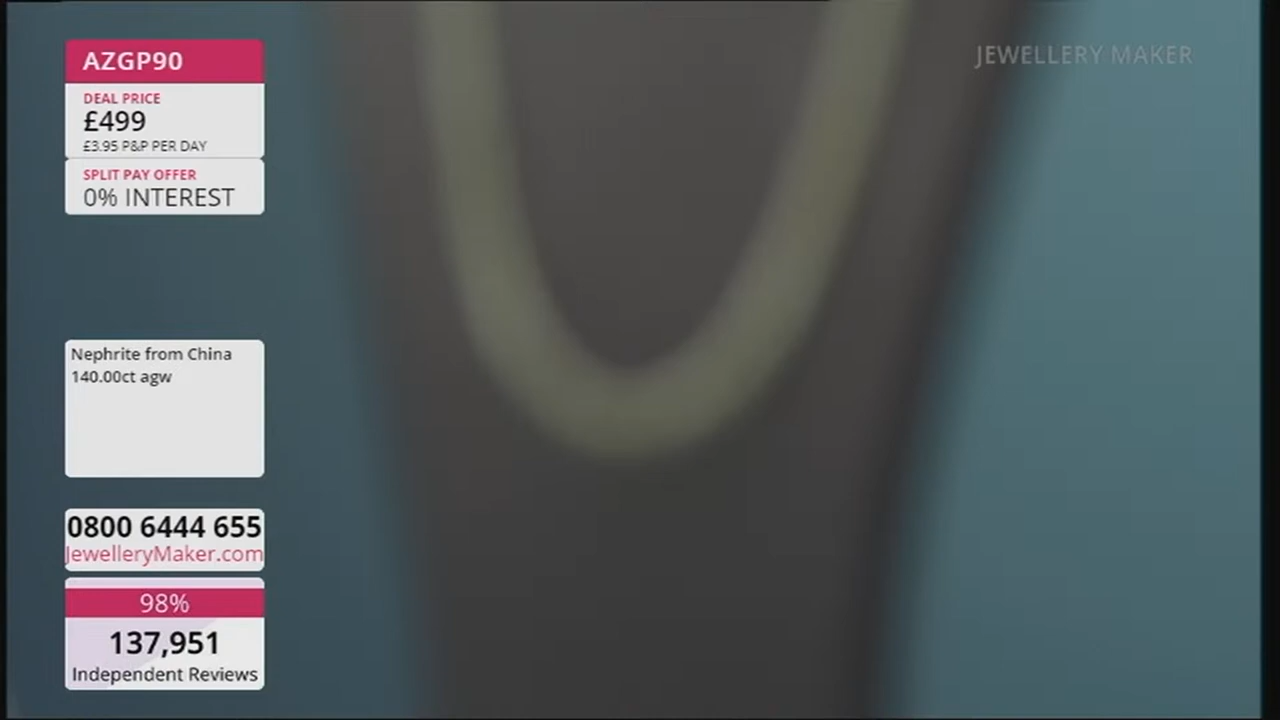 AZGP90
DEAL PRICE
£499
£3.95 P&P PER DAY
SPLIT PAY OFFER
0% INTEREST
Nephrite from China
140.00ct agw
0800 6444 655
JewelleryMaker.com
98%
137,951
Independent Reviews
JEWELLERY MAKER